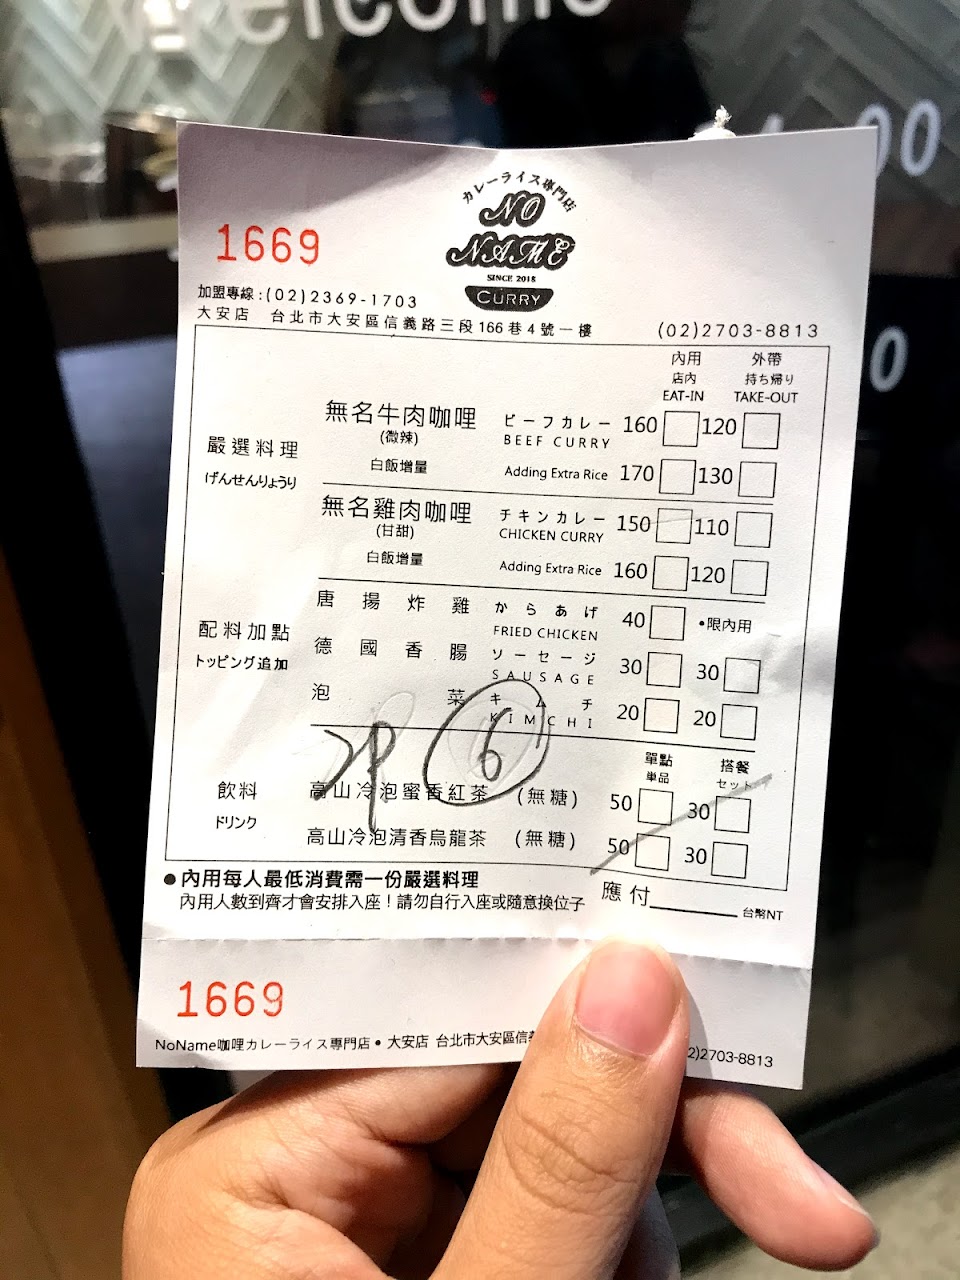 Welcome
00
0
カレーライス專門店
NO
NAME
SINCE 2018
CURRY
1669
加盟專線:(02)2369-1703
大安店 台北市大安區信義路三段166巷4號一樓 (02)2703-8813
內用 外帶
店內 持ち帰り
EAT-IN TAKE-OUT
嚴選料理
げんせんりょうり
無名牛肉咖哩 ビーフカレー 160 120
(微辣) BEEF CURRY
白飯增量 Adding Extra Rice 170 130
無名雞肉咖哩 チキンカレー 150 110
(甘甜) CHICKEN CURRY
白飯增量 Adding Extra Rice 160 120
配料加點
トッピング追加
唐揚炸雞 からあげ 40 •限內用
FRIED CHICKEN
德國香腸 ソーセージ 30 30
SAUSAGE
泡菜 キムチ 20 20
KIMCHI
2P 6
單點 搭餐
単品 セット
飲料
ドリンク
高山冷泡蜜香紅茶 (無糖) 50 30
高山冷泡清香烏龍茶 (無糖) 50 30
●內用每人最低消費需一份嚴選料理
內用人數到齊才會安排入座!請勿自行入座或隨意換位子
應付 台幣NT
1669
NoName咖哩カレーライス專門店• 大安店 台北市大安區信義 2)2703-8813